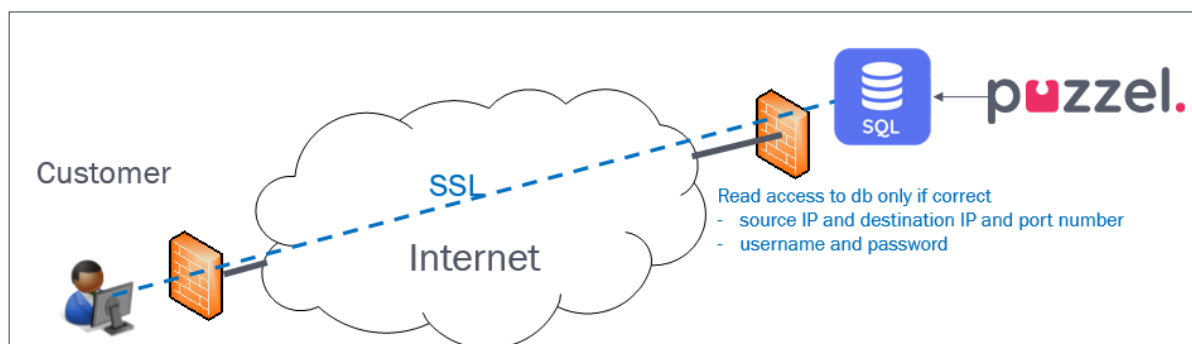 puzzel.
SQL
Customer
SSL
Read access to db only if correct
- source IP and destination IP and port number
- username and password
Internet